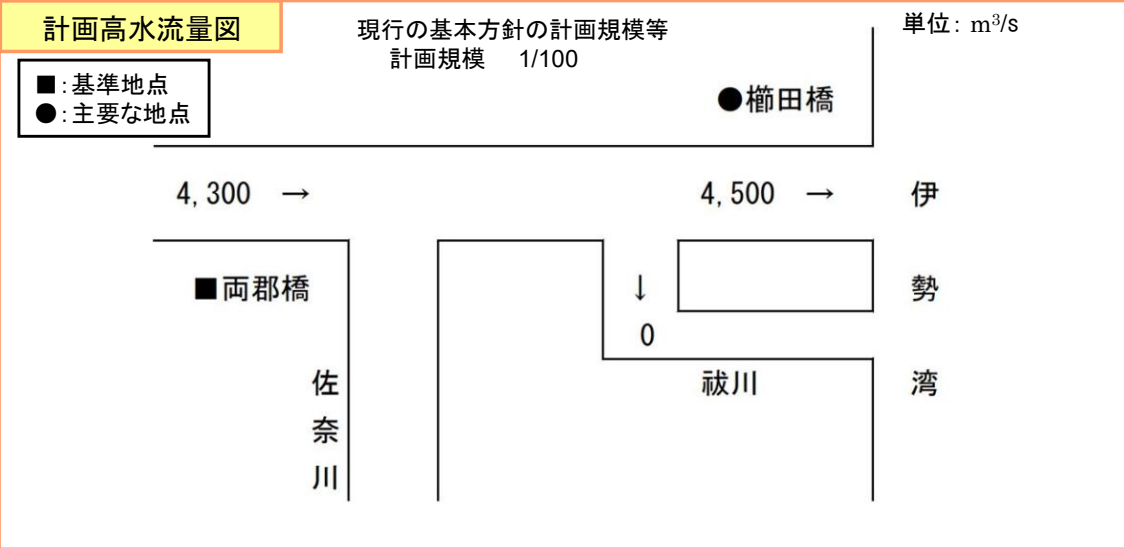 計画高水流量図
現行の基本方針の計画規模等
計画規模 1/100
単位: m³/s
■:基準地点
●:主要な地点
●櫛田橋
4,300 →
4,500 →
伊勢湾
■両郡橋
↓
0
佐奈川
祓川